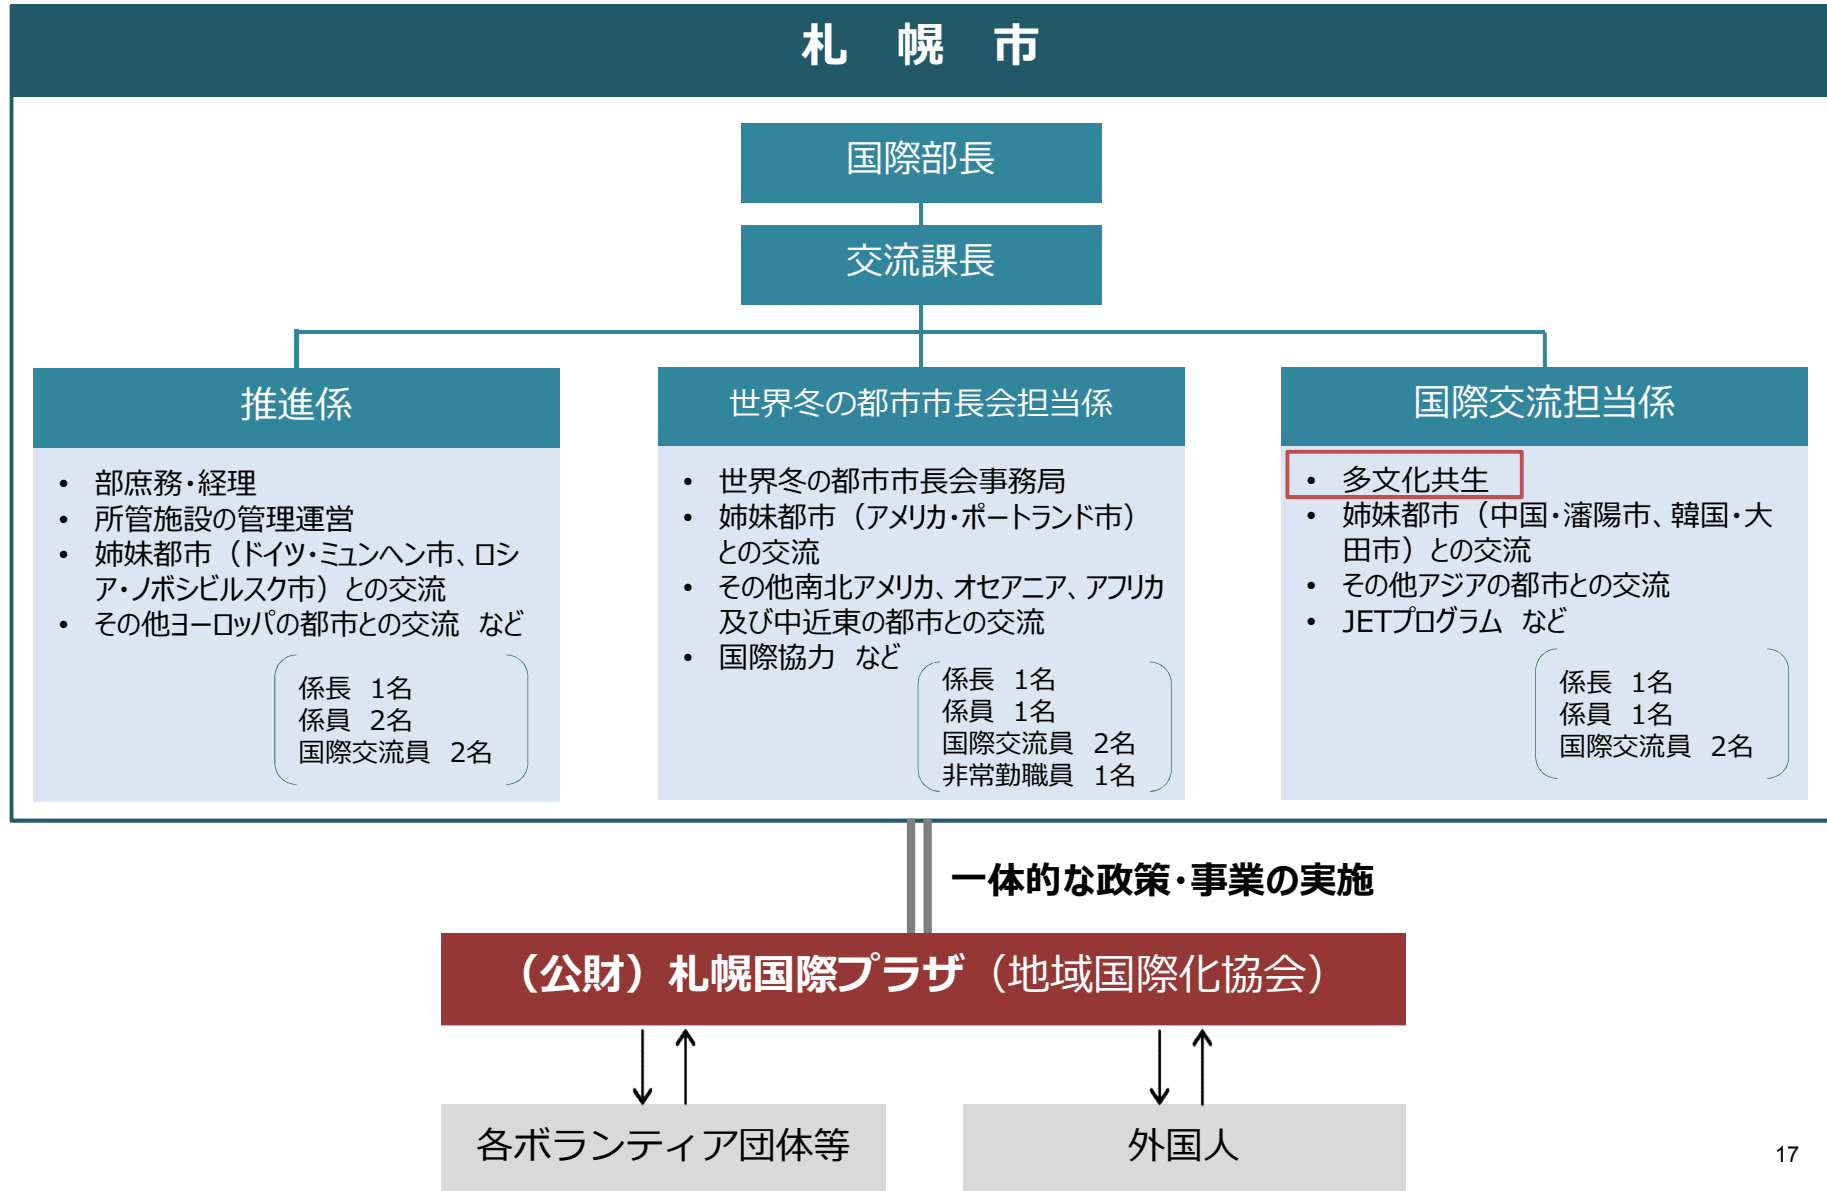 札　幌　市
国際部長
交流課長
推進係
• 部庶務・経理
• 所管施設の管理運営
• 姉妹都市（ドイツ・ミュンヘン市、ロシ
ア・ノボシビルスク市）との交流
• その他ヨーロッパの都市との交流　など
係長　1名
係員　2名
国際交流員　2名
世界冬の都市市長会担当係
• 世界冬の都市市長会事務局
• 姉妹都市（アメリカ・ポートランド市）
との交流
• その他南北アメリカ、オセアニア、アフリカ
及び中近東の都市との交流
• 国際協力　など
係長　1名
係員　1名
国際交流員　2名
非常勤職員　1名
国際交流担当係
• 多文化共生
• 姉妹都市（中国・瀋陽市、韓国・大
田市）との交流
• その他アジアの都市との交流
• JETプログラム　など
係長　1名
係員　1名
国際交流員　2名
一体的な政策・事業の実施
（公財）札幌国際プラザ（地域国際化協会）
各ボランティア団体等
外国人
17